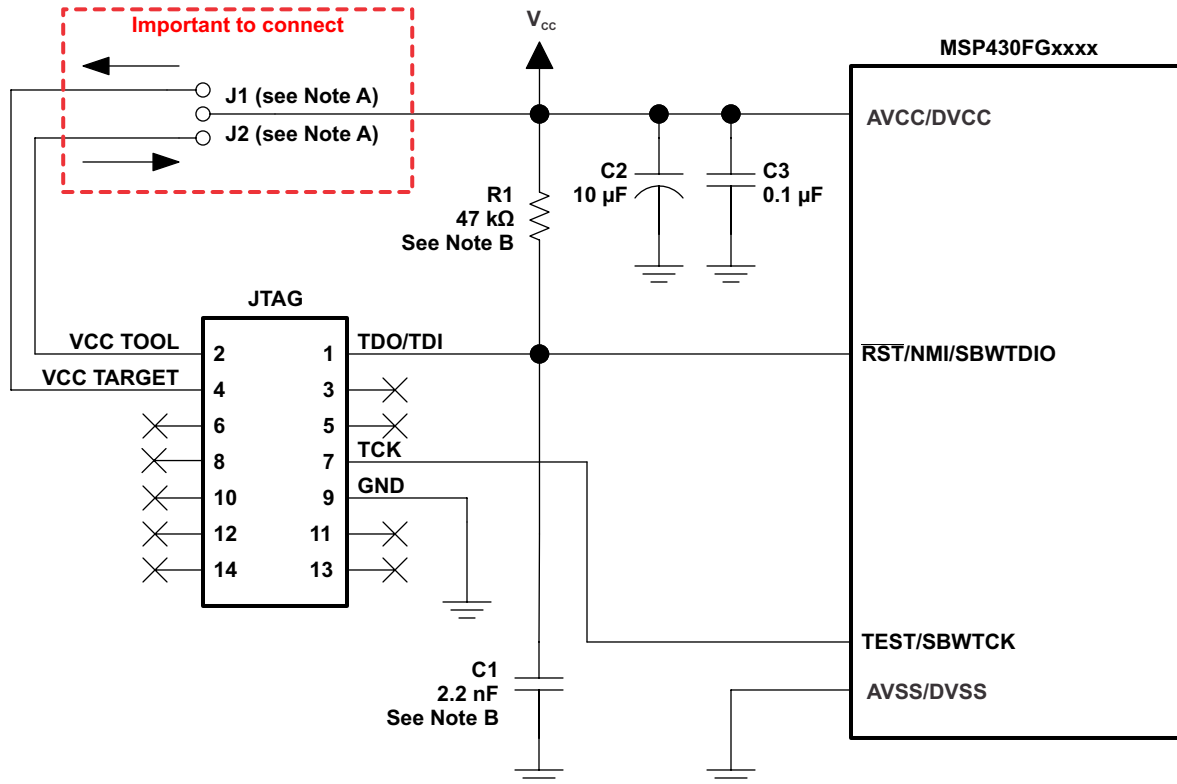 Important to connect
VCC
MSP430FGxxxx
J1 (see Note A)
J2 (see Note A)
AVCC/DVCC
C2
10 µF
C3
0.1 µF
R1
47 kΩ
See Note B
JTAG
VCC TOOL
2
1
TDO/TDI
RST/NMI/SBWTDIO
VCC TARGET
4
3
6
5
TCK
8
7
GND
10
9
12
11
14
13
TEST/SBWTCK
C1
2.2 nF
See Note B
AVSS/DVSS